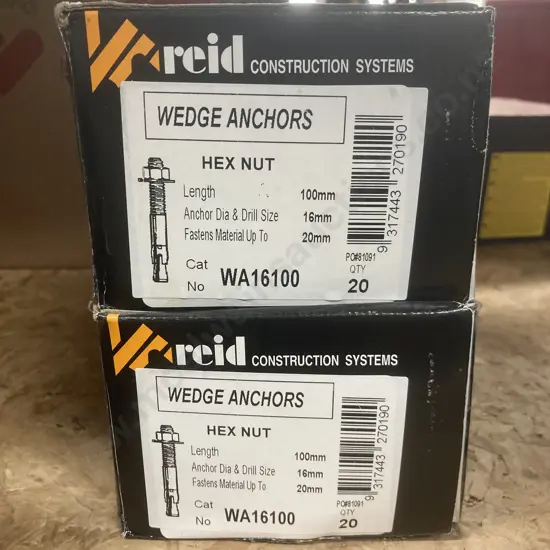 reid CONSTRUCTION SYSTEMS
WEDGE ANCHORS
HEX NUT
Length 100mm
Anchor Dia & Drill Size 16mm
Fastens Material Up To 20mm
Cat No WA16100
PO#81091
QTY
20
9 317443 270190
reid CONSTRUCTION SYSTEMS
WEDGE ANCHORS
HEX NUT
Length 100mm
Anchor Dia & Drill Size 16mm
Fastens Material Up To 20mm
Cat No WA16100
PO#81091
QTY
20
9 317443 270190